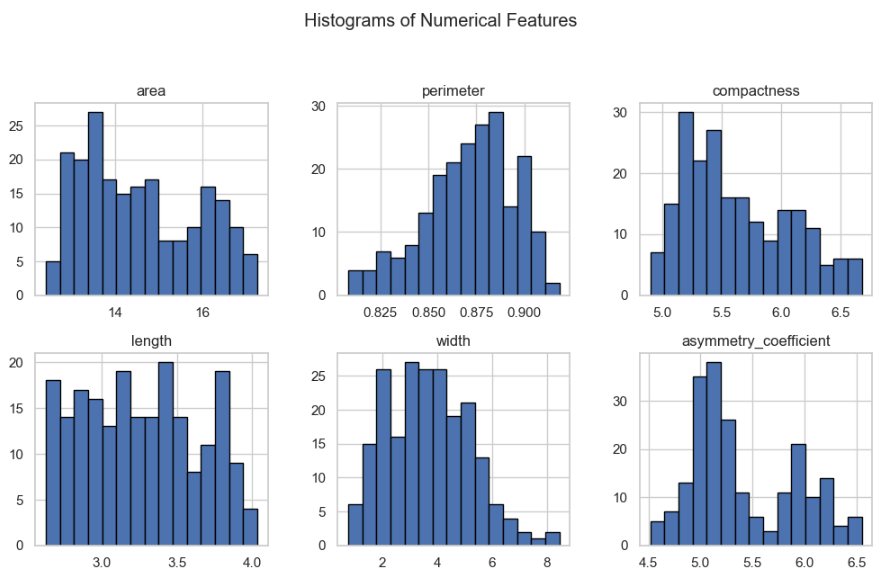 Histograms of Numerical Features
area
25
20
15
10
5
0
14 16
perimeter
30
20
10
0
0.825 0.850 0.875 0.900
compactness
30
20
10
0
5.0 5.5 6.0 6.5
length
20
15
10
5
0
3.0 3.5 4.0
width
25
20
15
10
5
0
2 4 6 8
asymmetry_coefficient
30
20
10
0
4.5 5.0 5.5 6.0 6.5